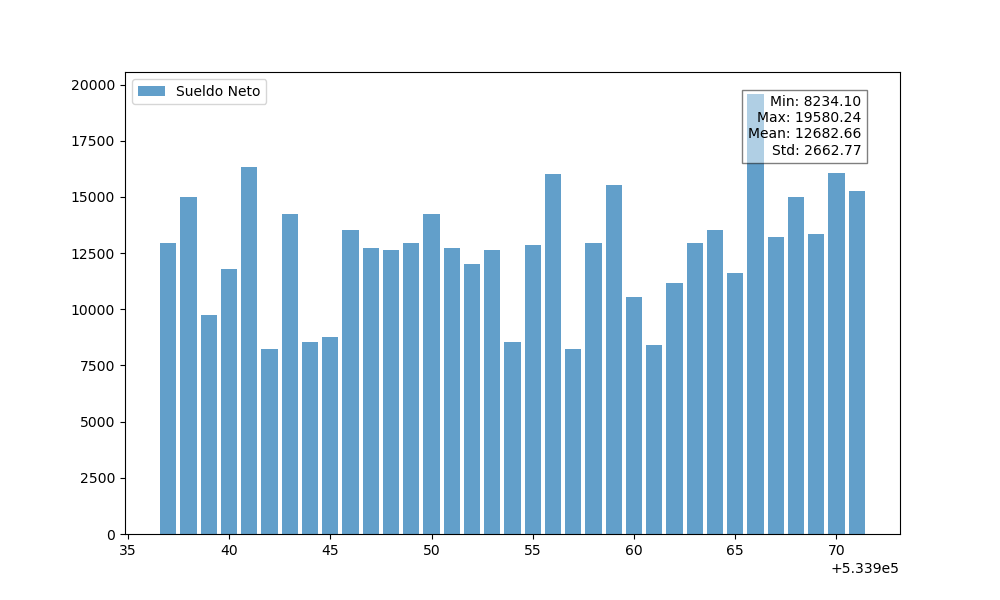 Sueldo Neto
Min: 8234.10
Max: 19580.24
Mean: 12682.66
Std: 2662.77
20000
17500
15000
12500
10000
7500
5000
2500
0
35 40 45 50 55 60 65 70
+5.339e5